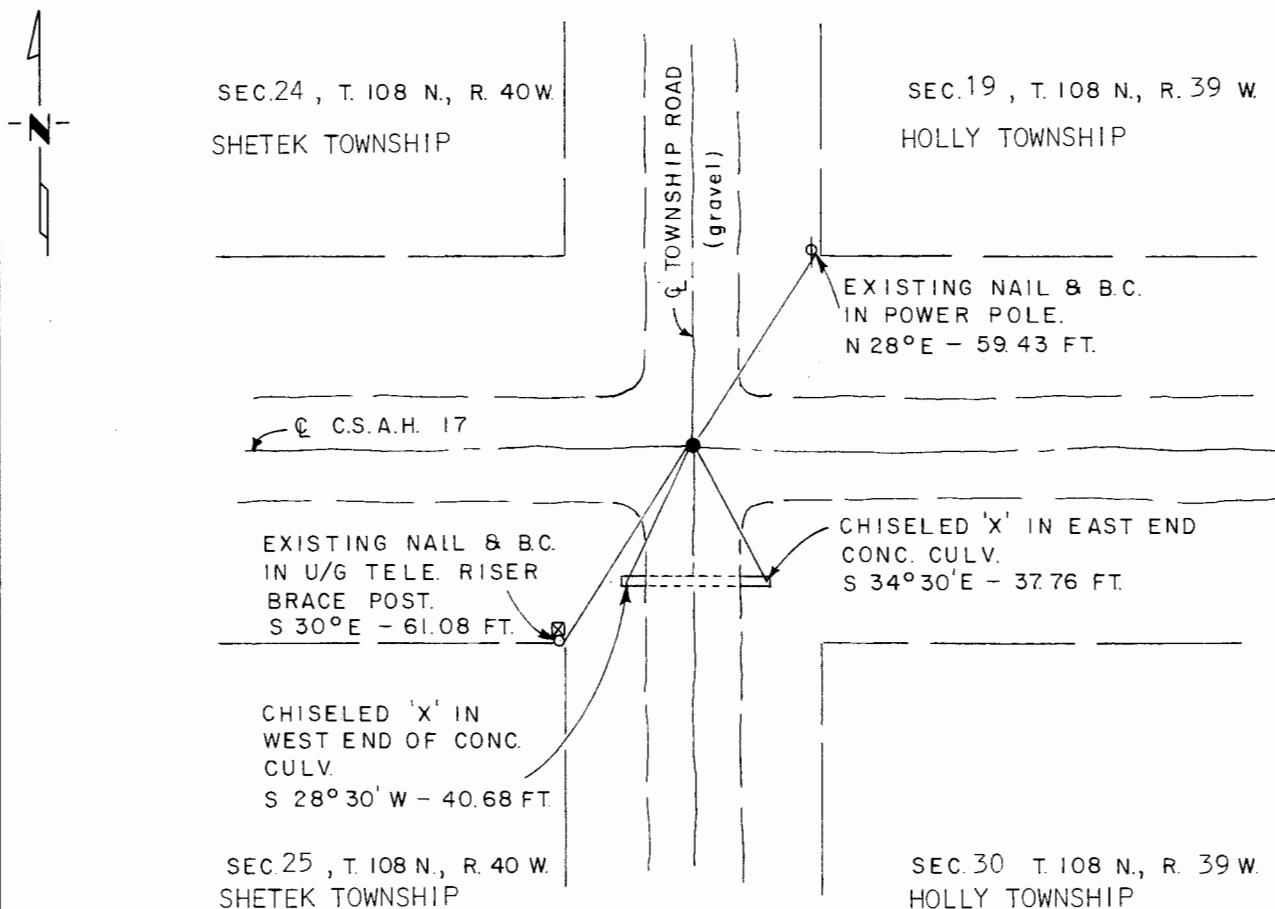 N
SEC.24 , T. 108 N., R. 40 W.
SHETEK TOWNSHIP
SEC.19 , T. 108 N., R. 39 W.
HOLLY TOWNSHIP
℄ TOWNSHIP ROAD
(gravel)
EXISTING NAIL & B.C.
IN POWER POLE.
N 28°E - 59.43 FT.
℄ C.S.A.H. 17
EXISTING NAIL & B.C.
IN U/G TELE. RISER
BRACE POST.
S 30°E - 61.08 FT.
CHISELED 'X' IN EAST END
CONC. CULV.
S 34°30'E - 37.76 FT.
CHISELED 'X' IN
WEST END OF CONC.
CULV.
S 28°30'W - 40.68 FT.
SEC.25 , T. 108 N., R. 40 W.
SHETEK TOWNSHIP
SEC.30 T. 108 N., R. 39 W.
HOLLY TOWNSHIP